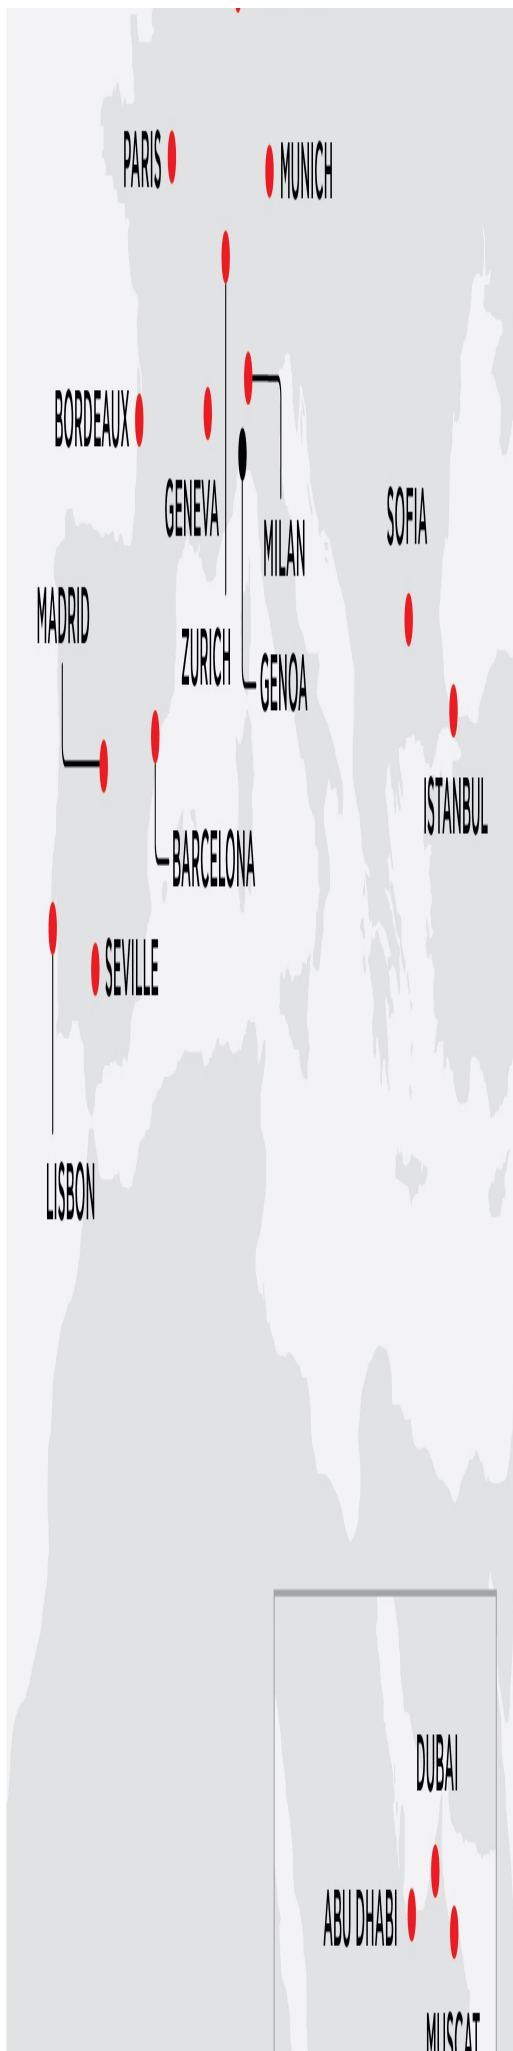 PARIS
MUNICH
BORDEAUX
GENEVA
MILAN
SOFIA
MADRID
ZURICH
GENOA
ISTANBUL
BARCELONA
SEVILLE
LISBON
DUBAI
ABU DHABI
MUSCAT